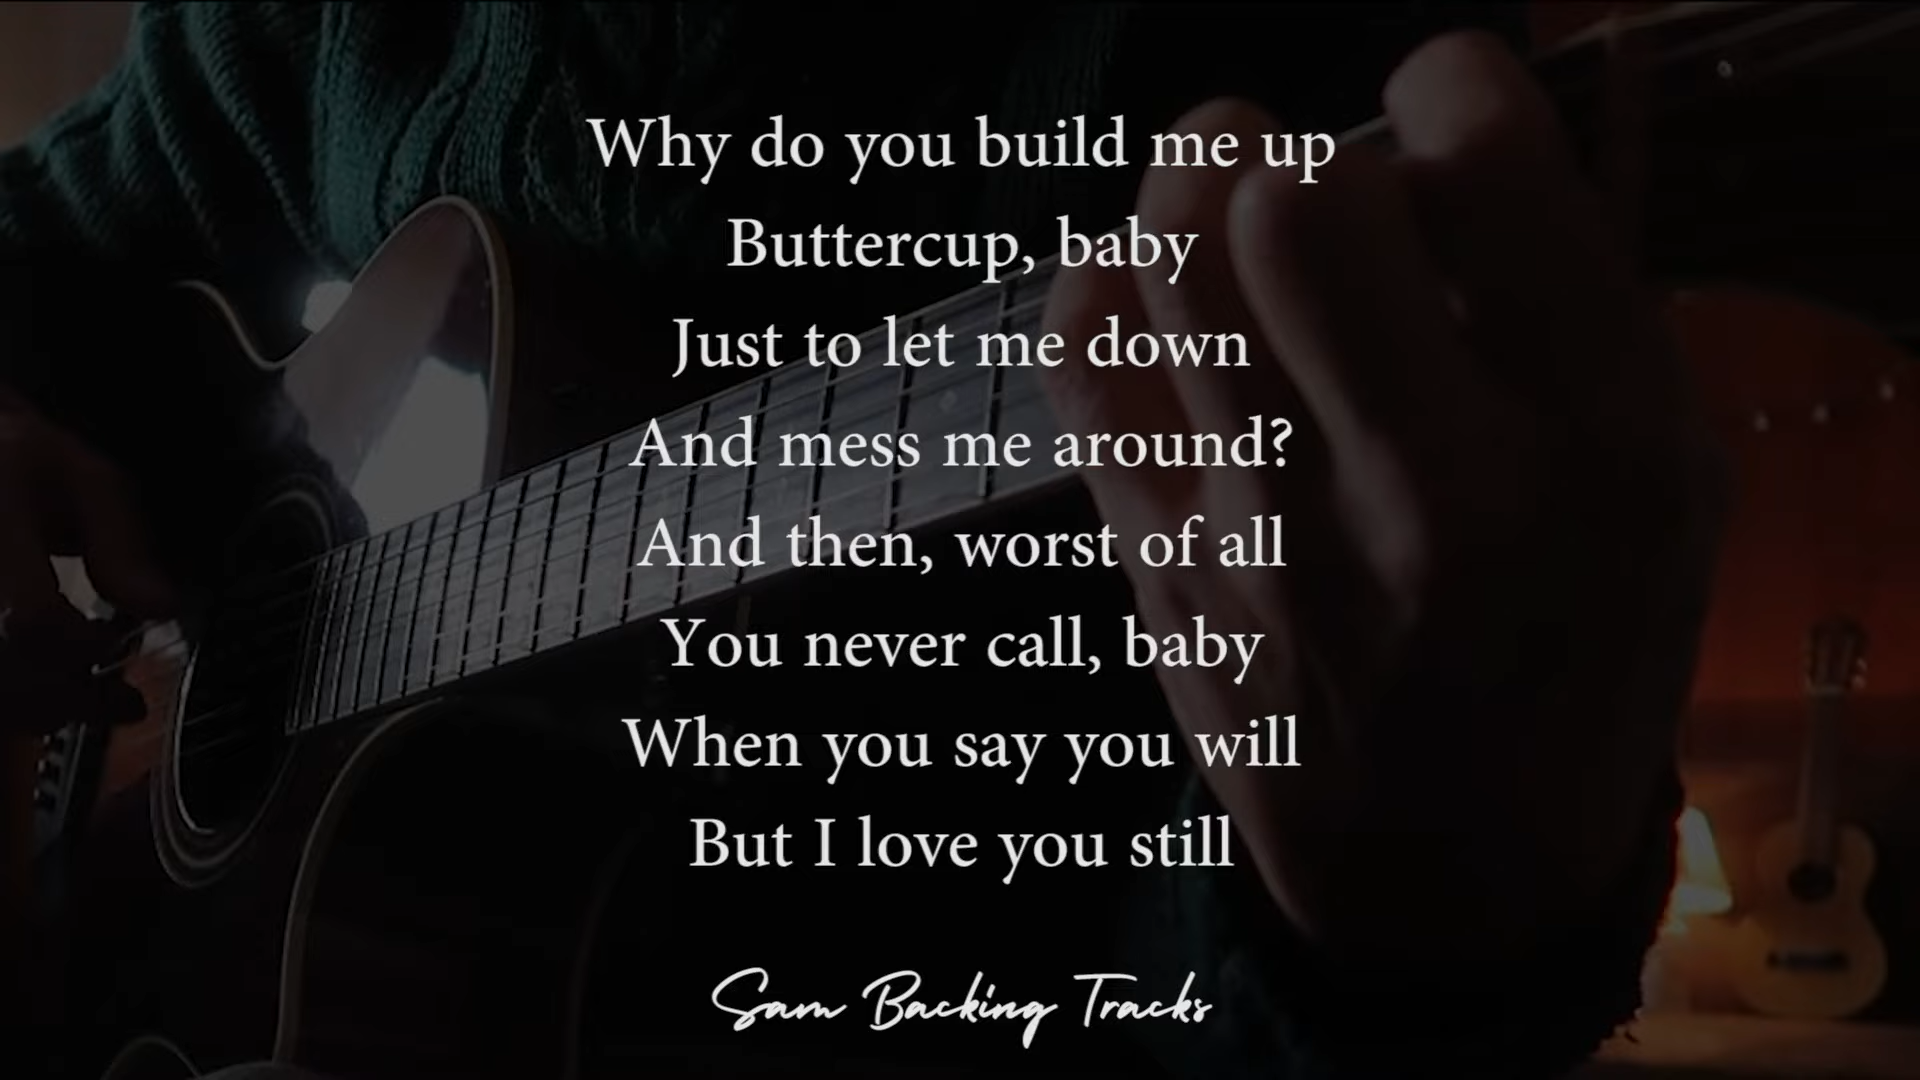 Why do you build me up
Buttercup, baby
Just to let me down
And mess me around?
And then, worst of all
You never call, baby
When you say you will
But I love you still
Sam Backing Tracks